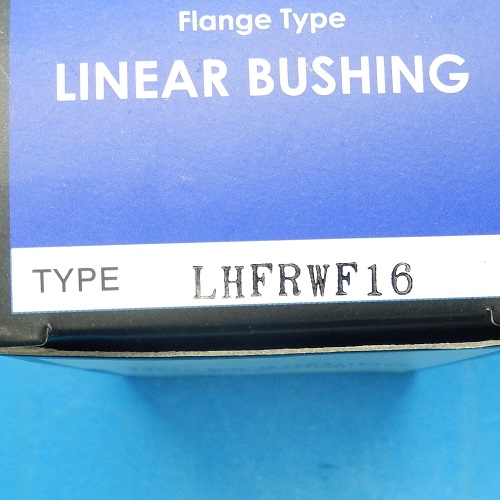 Flange Type
LINEAR BUSHING
TYPE LHFRWF16